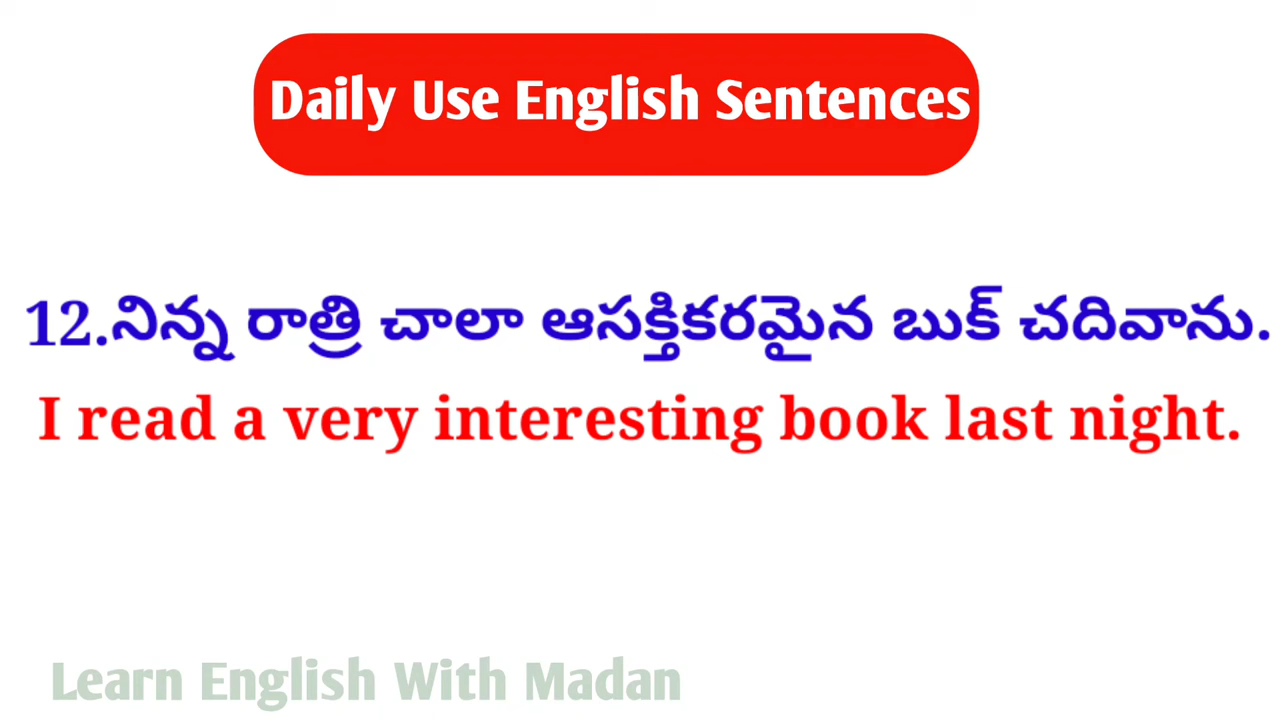 Daily Use English Sentences
12.నిన్న రాత్రి చాలా ఆసక్తికరమైన బుక్ చదివాను.
I read a very interesting book last night.
Learn English With Madan